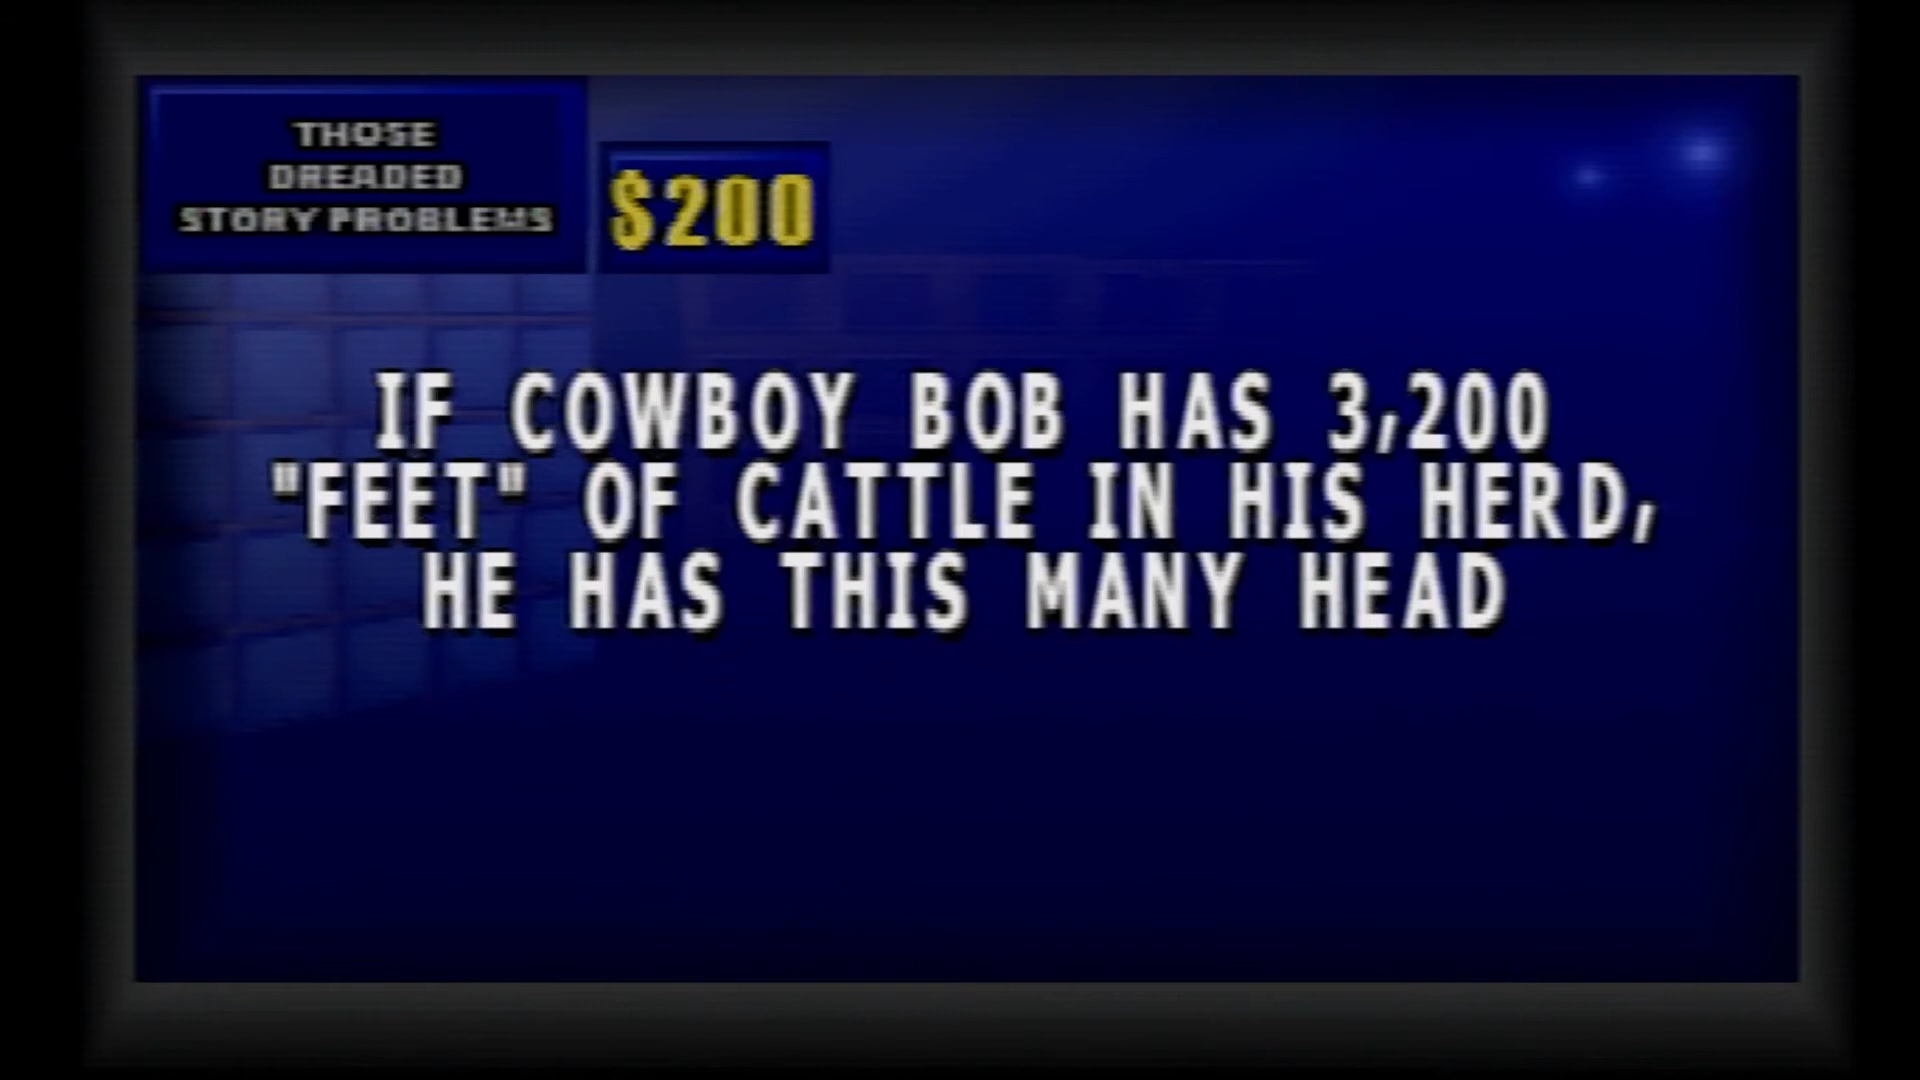 THOSE
DREADED
STORY PROBLEMS
$200
IF COWBOY BOB HAS 3,200
"FEET" OF CATTLE IN HIS HERD,
HE HAS THIS MANY HEAD